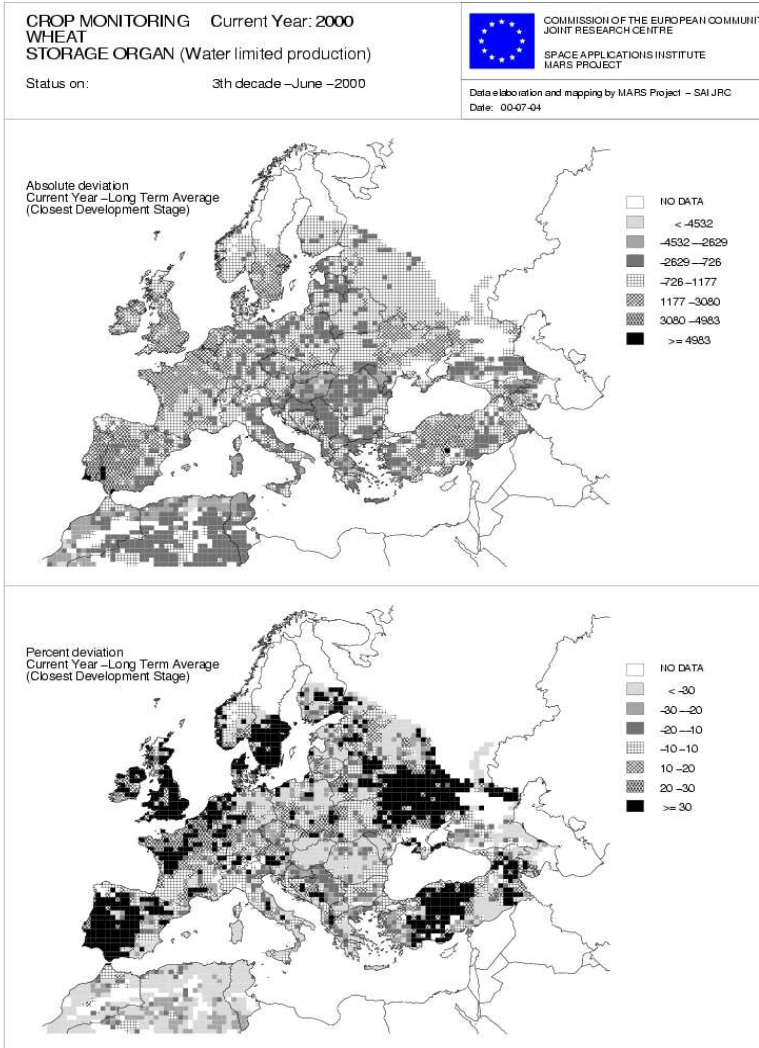 CROP MONITORING Current Year: 2000
WHEAT
STORAGE ORGAN (Water limited production)
Status on: 3th decade –June –2000
COMMISSION OF THE EUROPEAN COMMUNIT
JOINT RESEARCH CENTRE
SPACE APPLICATIONS INSTITUTE
MARS PROJECT
Data elaboration and mapping by MARS Project – SAI JRC
Date: 00-07-04
Absolute deviation
Current Year –Long Term Average
(Closest Development Stage)
NO DATA
< -4532
-4532 –-2629
-2629 –-726
-726 –1177
1177 –3080
3080 –4983
>= 4983
Percent deviation
Current Year –Long Term Average
(Closest Development Stage)
NO DATA
< -30
-30 –-20
-20 –-10
-10 –10
10 –20
20 –30
>= 30